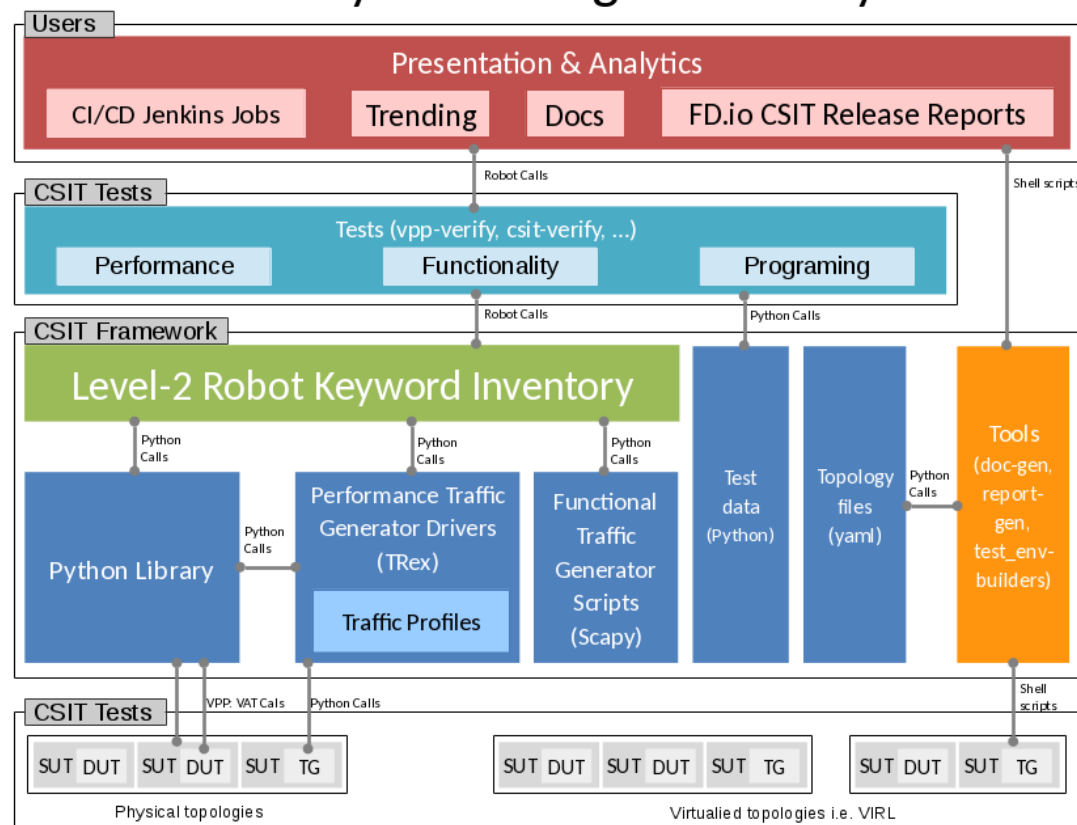 Users
Presentation & Analytics
CI/CD Jenkins Jobs
Trending
Docs
FD.io CSIT Release Reports
Robot Calls
Shell scripts
CSIT Tests
Tests (vpp-verify, csit-verify, ...)
Performance
Functionality
Programing
Robot Calls
Python Calls
CSIT Framework
Level-2 Robot Keyword Inventory
Python
Calls
Python
Calls
Python
Calls
Python Library
Python
Calls
Performance Traffic
Generator Drivers
(TRex)
Traffic Profiles
Functional
Traffic
Generator
Scripts
(Scapy)
Test
data
(Python)
Topology
files
(yaml)
Python
Calls
Tools
(doc-gen,
report-
gen,
test_env-
builders)
VPP: VAT Cals
Python Calls
Shell
scripts
CSIT Tests
SUT DUT
SUT DUT
SUT TG
SUT DUT
SUT DUT
SUT TG
SUT DUT
SUT TG
Physical topologies
Virtualied topologies i.e. VIRL